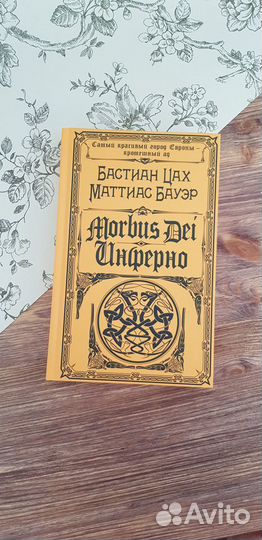 Самый красивый город Европы –
кромешный ад
Бастиан Цах
Маттиас Бауэр
Morbus Dei
Инферно
Avito